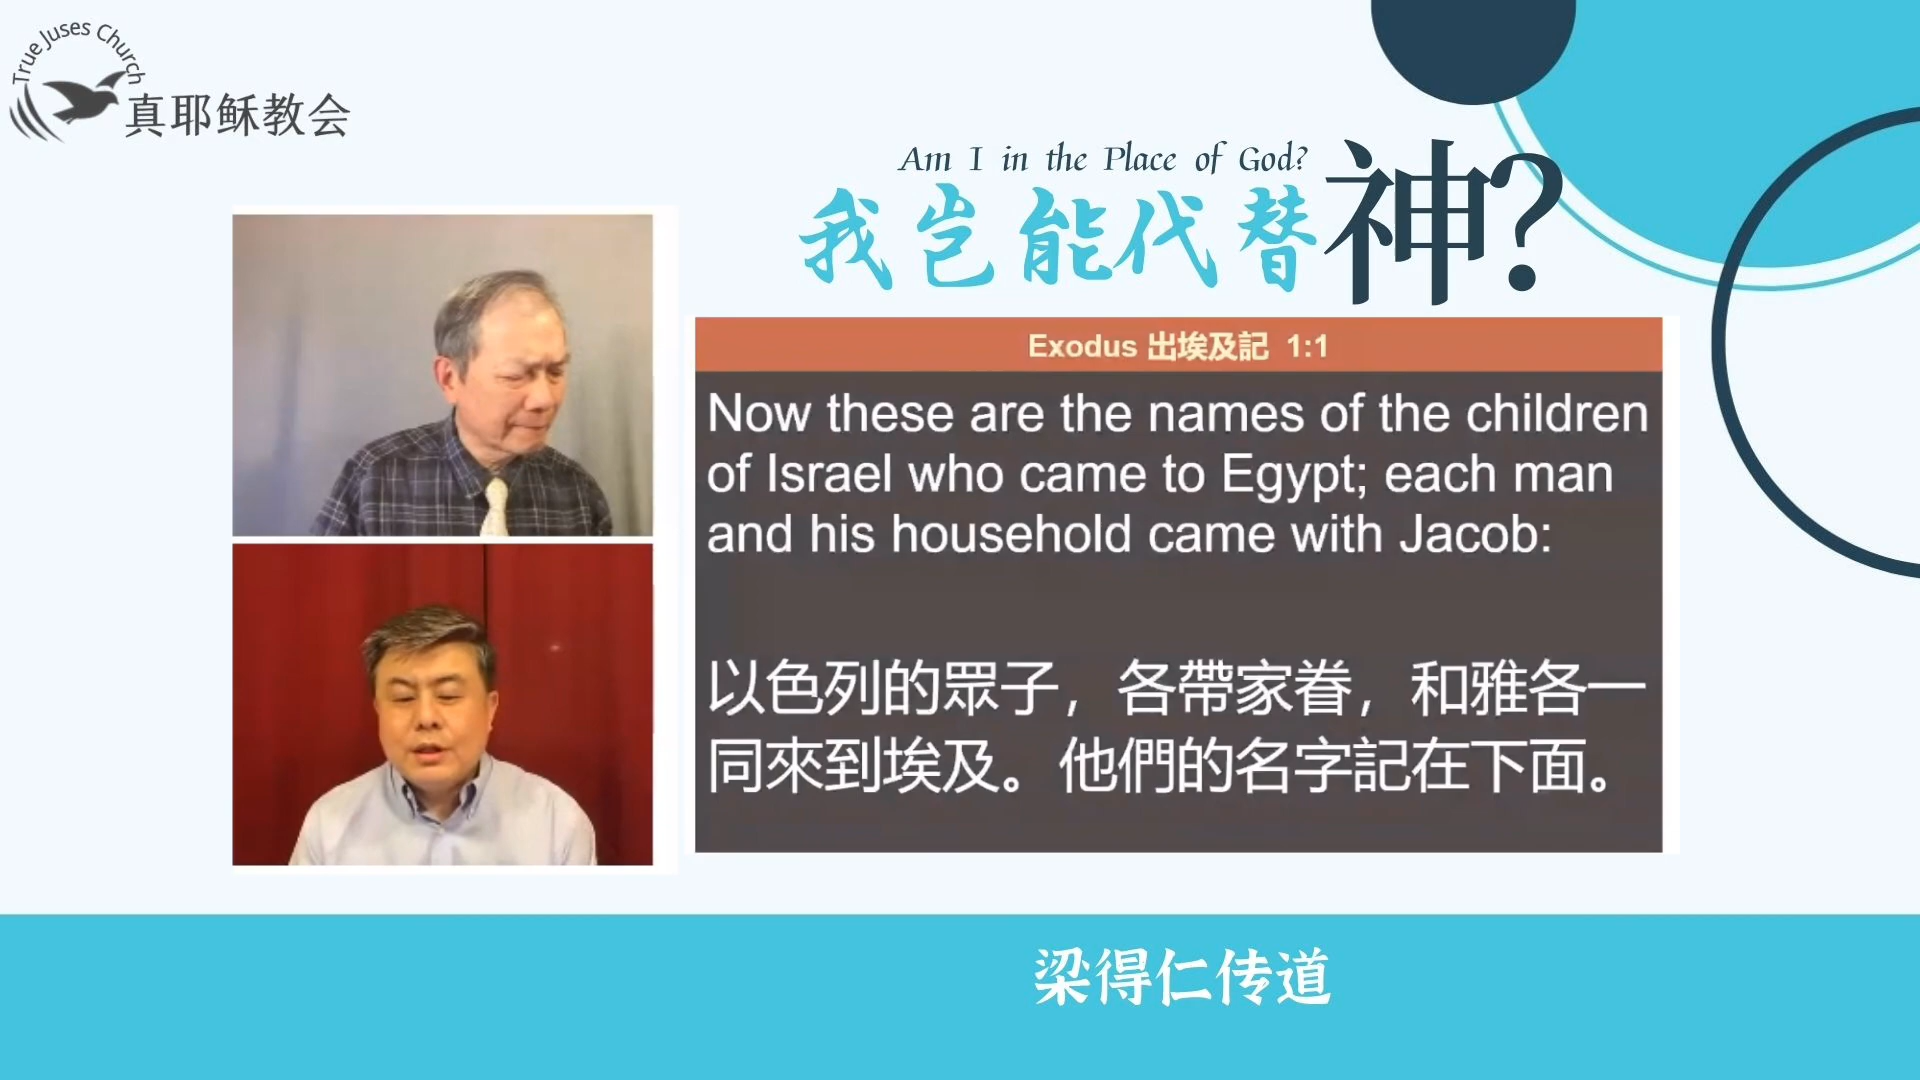 True Juses Church
真耶稣教会
Am I in the Place of God?
我岂能代替神?
Exodus 出埃及記 1:1
Now these are the names of the children
of Israel who came to Egypt; each man
and his household came with Jacob:
以色列的眾子，各帶家眷，和雅各一
同來到埃及。他們的名字記在下面。
梁得仁传道